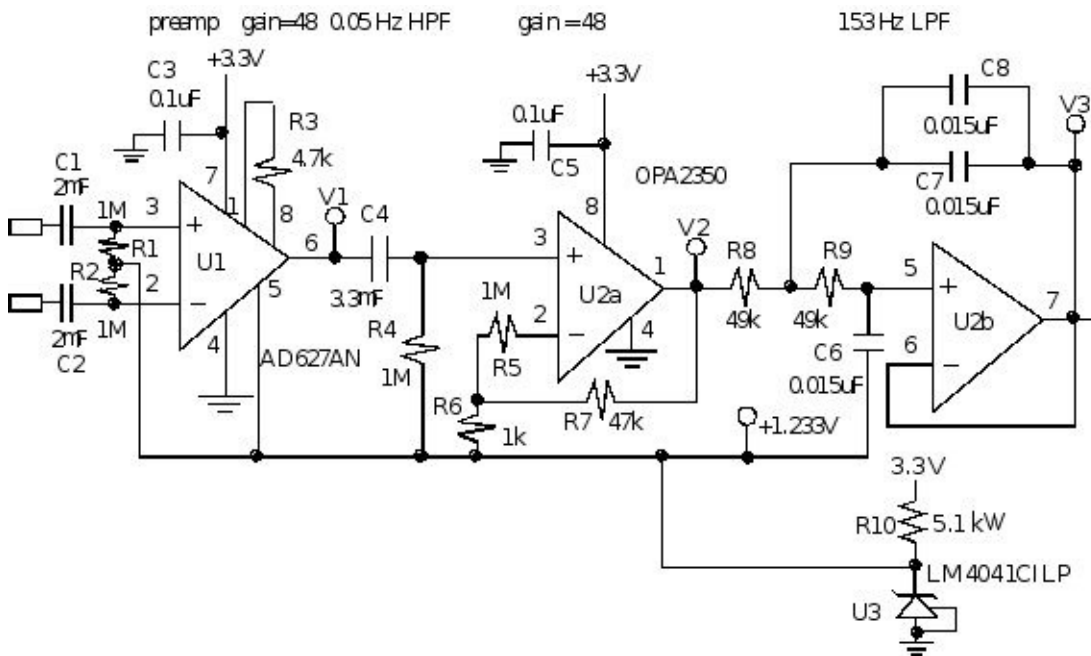 preamp gain=48 0.05 Hz HPF gain = 48 153 Hz LPF
C3
+3.3V
0.1uF
R3
4.7k
7
1
8
C1
2mF
1M
3
+
R1
R2
U1
2
−
1M
2mF
C2
4
5
6
AD627AN
V1
C4
3.3mF
R4
1M
+3.3V
0.1uF
C5
OPA2350
8
3
+
U2a
1M
2
−
R5
4
1
V2
R6
1k
R7
47k
R8
49k
R9
49k
C8
0.015uF
C7
0.015uF
V3
5
+
U2b
6
−
7
C6
0.015uF
+1.233V
3.3V
R10
5.1 kW
LM4041CILP
U3